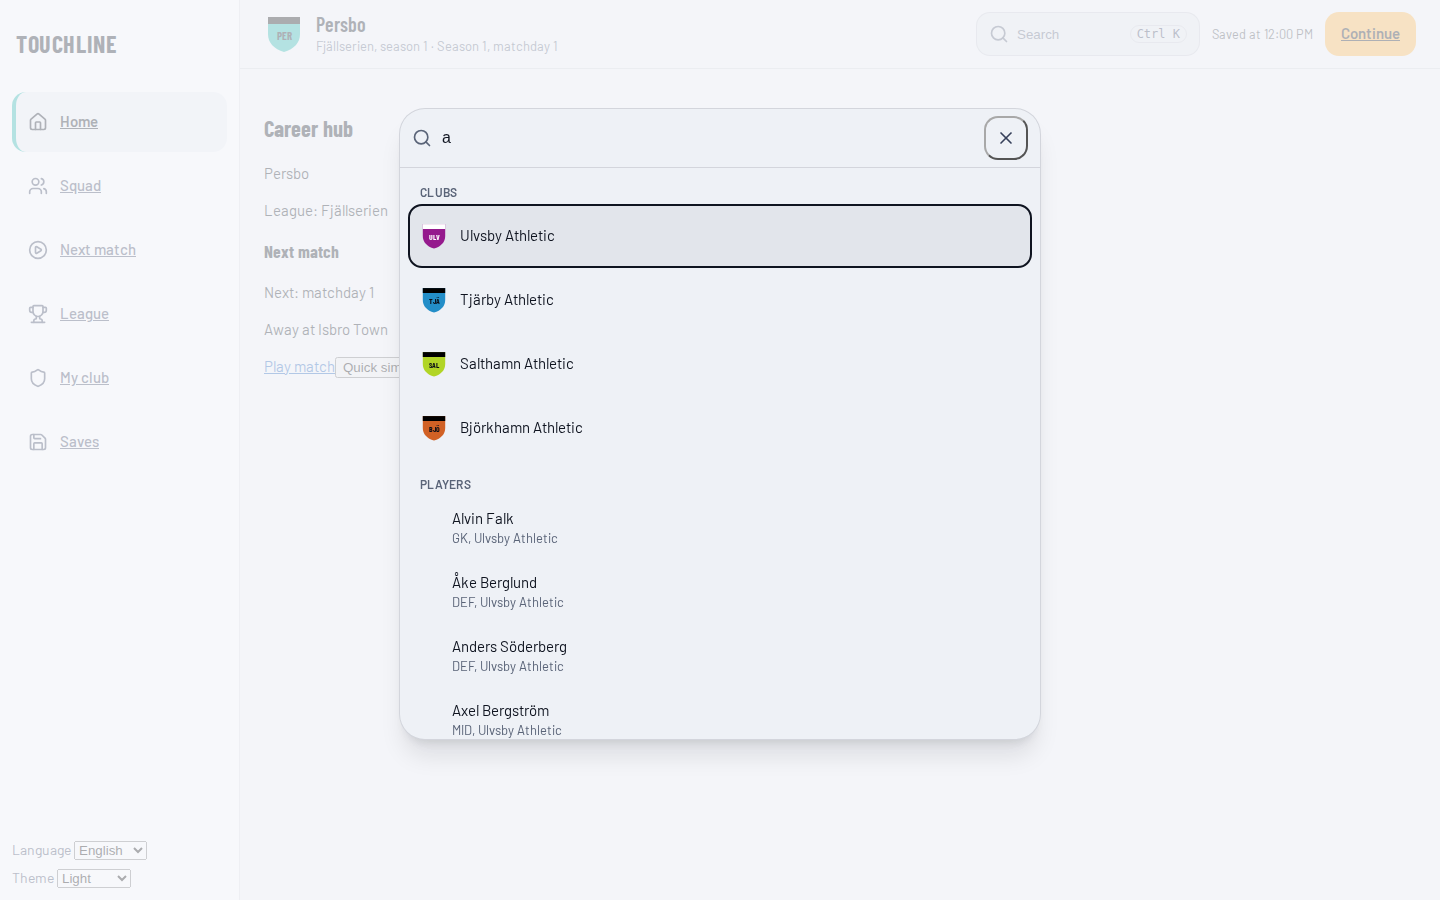 TOUCHLINE
Home
Squad
Next match
League
My club
Saves
Language English
Theme Light
PER
Persbo
Fjällserien, season 1 · Season 1, matchday 1
Search Ctrl K
Saved at 12:00 PM
Continue
Career hub
Persbo
League: Fjällserien
Next match
Next: matchday 1
Away at Isbro Town
Play match Quick sim
a
CLUBS
ULV Ulvsby Athletic
TJÄ Tjärby Athletic
SAL Salthamn Athletic
BJÖ Björkhamn Athletic
PLAYERS
Alvin Falk
GK, Ulvsby Athletic
Åke Berglund
DEF, Ulvsby Athletic
Anders Söderberg
DEF, Ulvsby Athletic
Axel Bergström
MID, Ulvsby Athletic